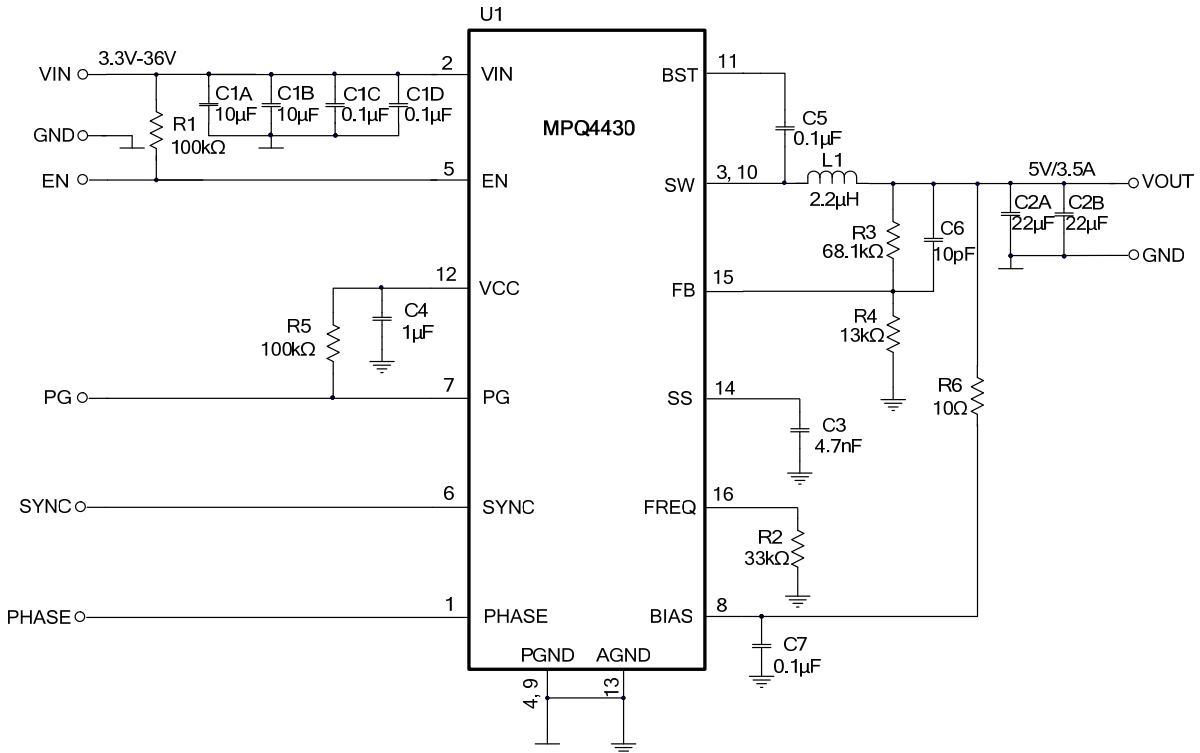 U1
3.3V-36V
VIN
2
VIN
BST
11
C1A
10µF
C1B
10µF
C1C
0.1µF
C1D
0.1µF
MPQ4430
C5
0.1µF
GND
R1
100kΩ
L1
2.2µH
EN
5
EN
SW
3, 10
5V/3.5A
VOUT
C2A
22µF
C2B
22µF
R3
68.1kΩ
C6
10pF
GND
12
VCC
FB
15
C4
1µF
R5
100kΩ
R4
13kΩ
PG
7
PG
SS
14
R6
10Ω
C3
4.7nF
SYNC
6
SYNC
FREQ
16
R2
33kΩ
PHASE
1
PHASE
BIAS
8
C7
0.1µF
PGND
AGND
4, 9
13